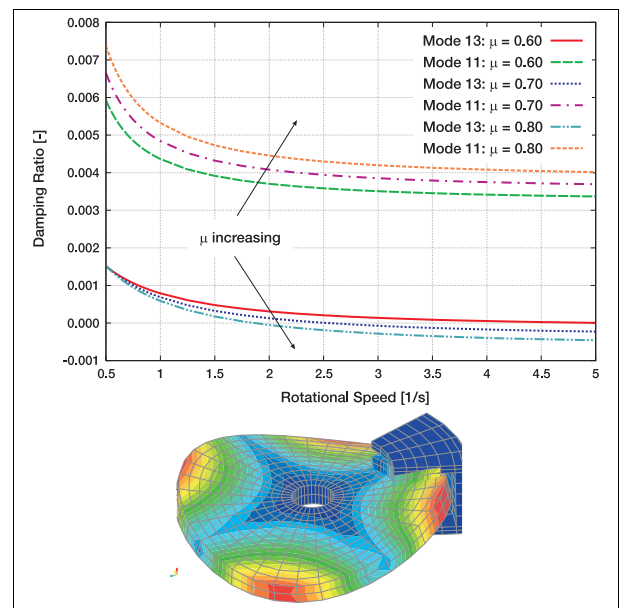 0.008
0.007
0.006
0.005
0.004
0.003
0.002
0.001
0.000
-0.001
Damping Ratio [-]
Mode 13: μ = 0.60
Mode 11: μ = 0.60
Mode 13: μ = 0.70
Mode 11: μ = 0.70
Mode 13: μ = 0.80
Mode 11: μ = 0.80
μ increasing
0.5 1 1.5 2 2.5 3 3.5 4 4.5 5
Rotational Speed [1/s]